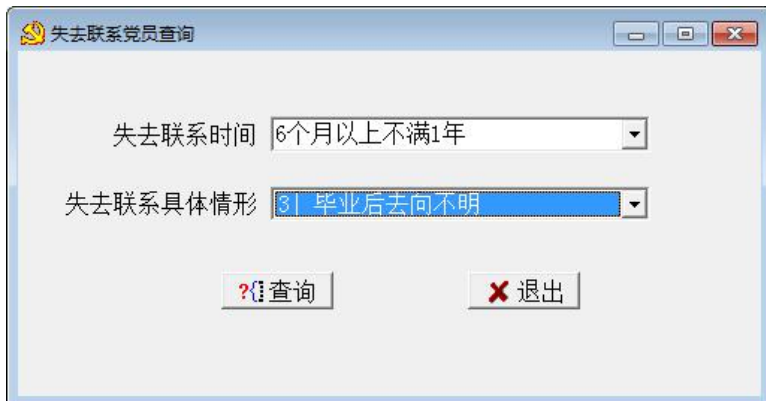 失去联系党员查询
失去联系时间 6个月以上不满1年
失去联系具体情形 3| 毕业后去向不明
?{}查询 退出